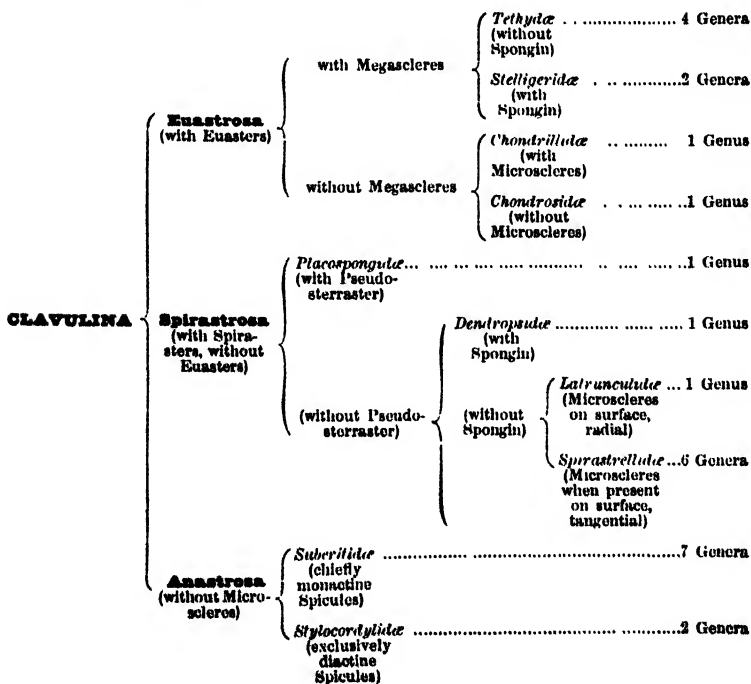 Tethydæ . . .............. 4 Genera
(without
Spongin)
with Megascleres
Stelligeridæ . .. ........2 Genera
(with
Spongin)
Euastrosa
(with Euasters)
Chondrillidæ .. ......... 1 Genus
(with
Microscleres)
without Megascleres
Chondrosidæ . . .. ......1 Genus
(without
Microscleres)
Placospongidæ... .... ... .................. .. ..... ... ......1 Genus
(with Pseudo-
sterraster)
CLAVULINA
Spirastrosa
(with Spira-
sters, without
Euasters)
Dendropsidæ ............... ...... ..... 1 Genus
(with
Spongin)
(without Pseudo-
sterraster)
(without
Spongin)
Latrunculidæ ... 1 Genus
(Microscleres
on surface,
radial)
Spirastrellidæ ...6 Genera
(Microscleres
when present
on surface,
tangential)
Anastrosa
(without Micro-
scleres)
Suberitidæ ..................... ...............................7 Genera
(chiefly
monactine
Spicules)
Stylocordylidæ .......................................... ... .....2 Genera
(exclusively
diactine
Spicules)